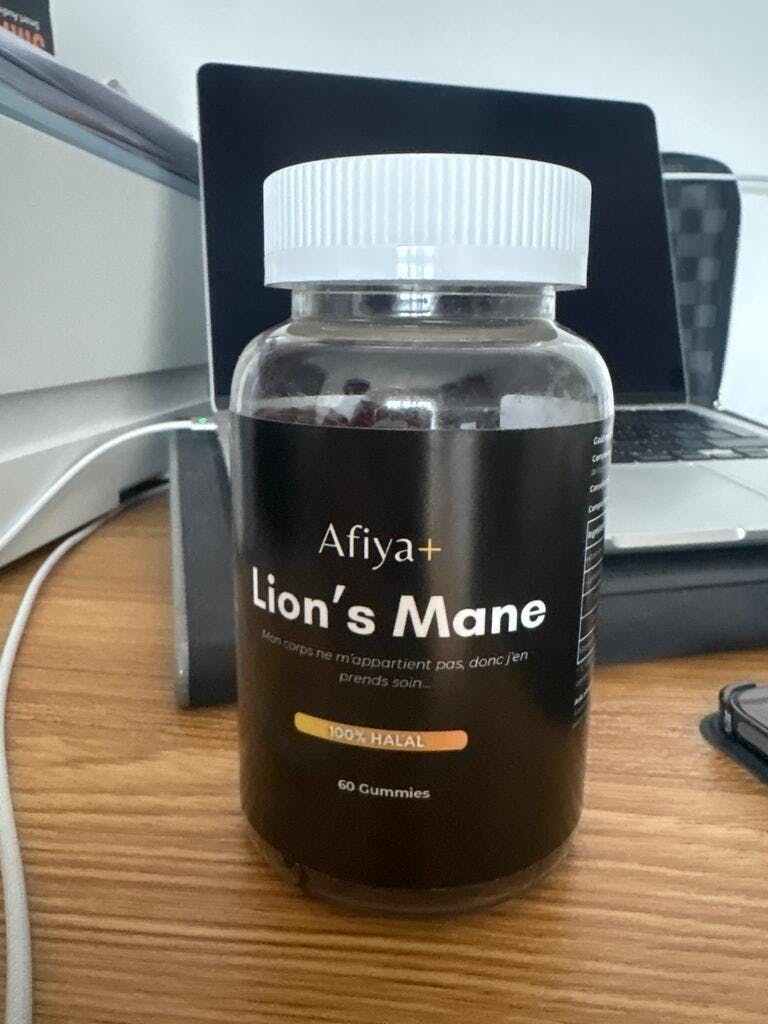 Afiya+
Lion's Mane
Mon corps ne m'appartient pas, donc j'en
prends soin...
100% HALAL
60 Gummies